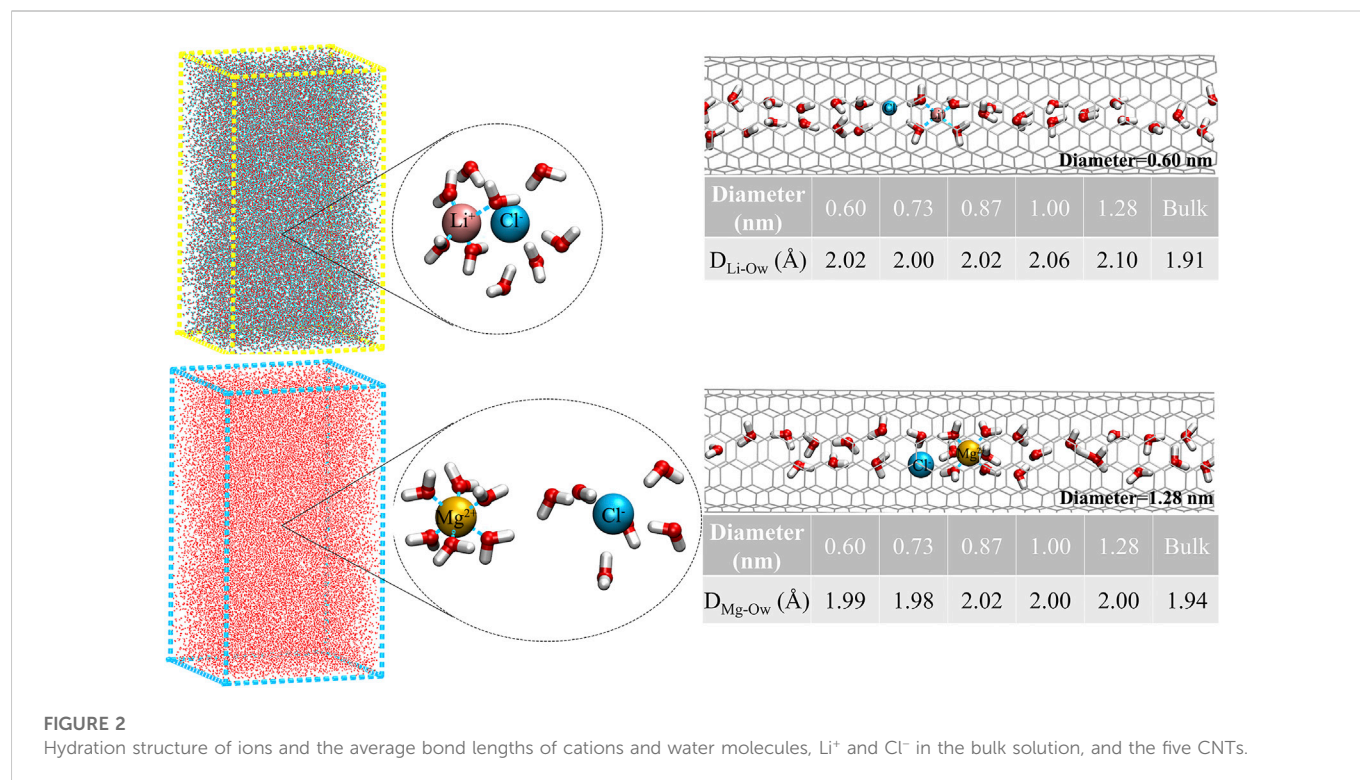 Li⁺ Cl⁻
Cl Li
Diameter=0.60 nm
Diameter (nm) 0.60 0.73 0.87 1.00 1.28 Bulk
D_Li-Ow (Å) 2.02 2.00 2.02 2.06 2.10 1.91
Mg²⁺ Cl⁻
Cl⁻ Mg²
Diameter=1.28 nm
Diameter (nm) 0.60 0.73 0.87 1.00 1.28 Bulk
D_Mg-Ow (Å) 1.99 1.98 2.02 2.00 2.00 1.94
FIGURE 2
Hydration structure of ions and the average bond lengths of cations and water molecules, Li⁺ and Cl⁻ in the bulk solution, and the five CNTs.